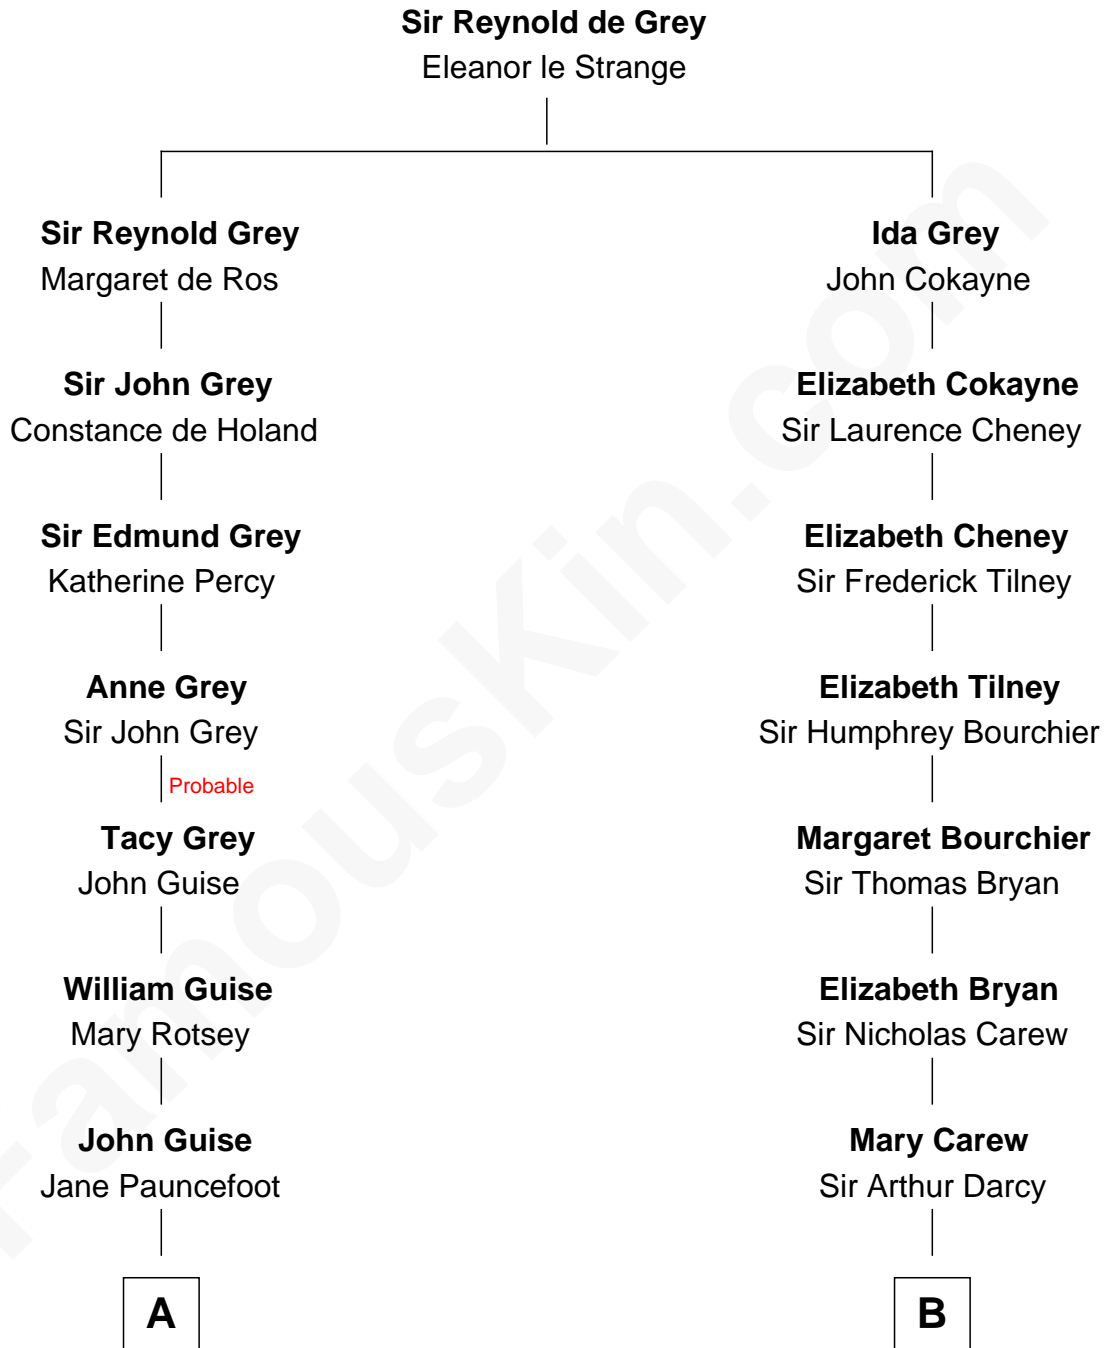 Sir Reynold de Grey
Eleanor le Strange
Sir Reynold Grey
Margaret de Ros
Ida Grey
John Cokayne
Sir John Grey
Constance de Holand
Elizabeth Cokayne
Sir Laurence Cheney
Sir Edmund Grey
Katherine Percy
Elizabeth Cheney
Sir Frederick Tilney
Anne Grey
Sir John Grey
Elizabeth Tilney
Sir Humphrey Bourchier
Probable
Tacy Grey
John Guise
Margaret Bourchier
Sir Thomas Bryan
William Guise
Mary Rotsey
Elizabeth Bryan
Sir Nicholas Carew
John Guise
Jane Pauncefoot
Mary Carew
Sir Arthur Darcy
A
B
FamousKin.com